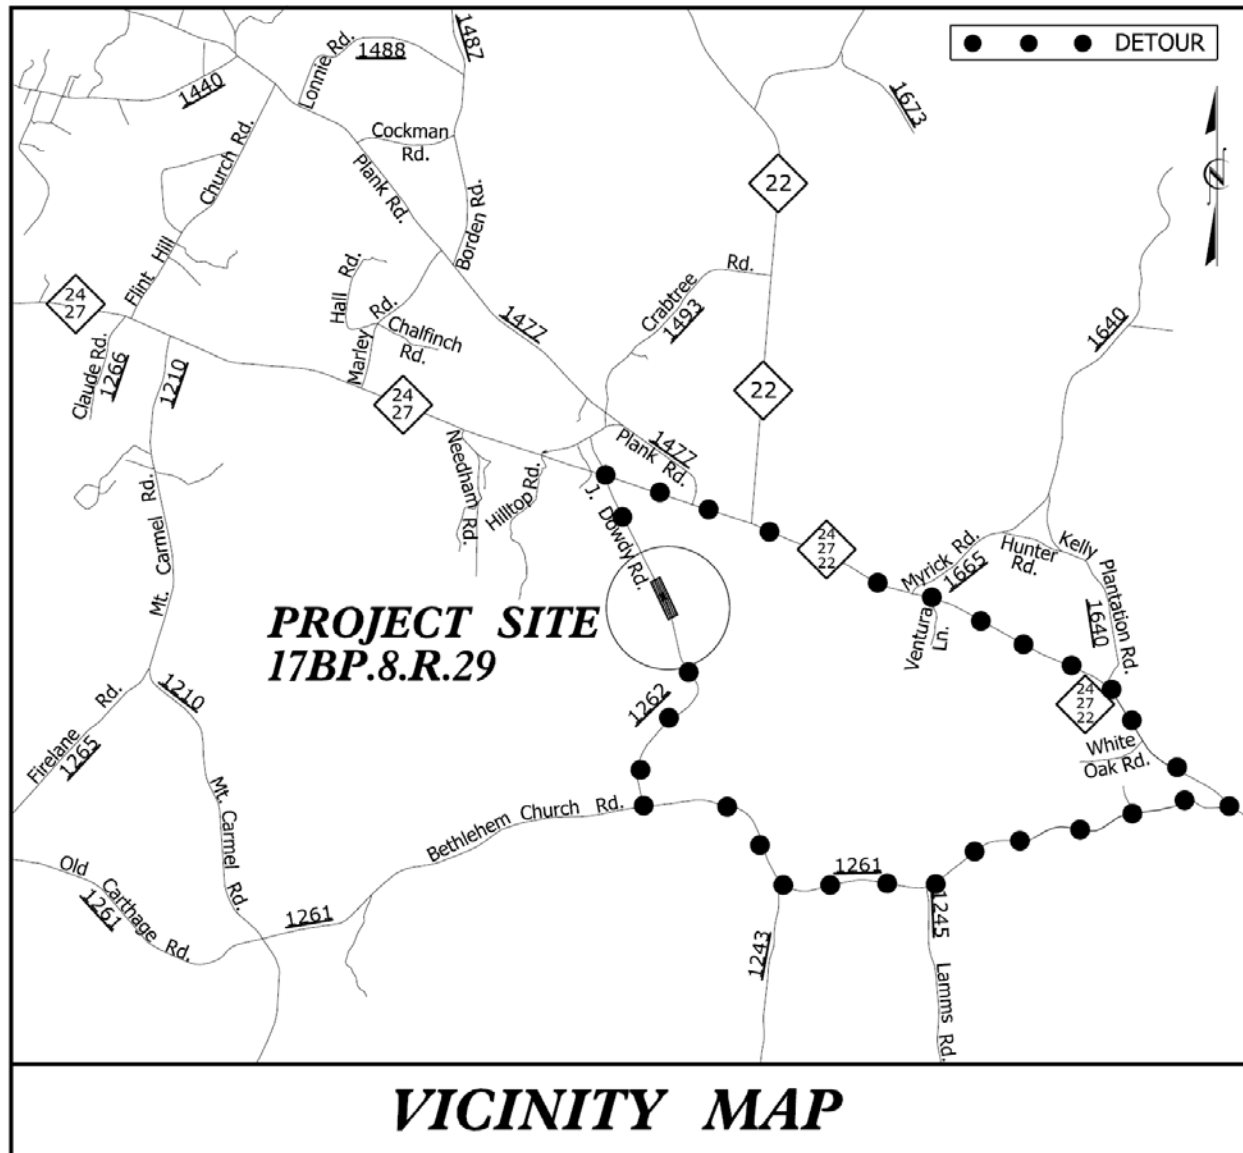 DETOUR
Lonnie Rd.
1488
1487
1440
1673
Church Rd.
Cockman
Rd.
Plank Rd.
22
Borden Rd.
Flint Hill
Hall Rd.
Crabtree Rd.
1493
24
27
Marley Rd.
Chalfinch
Rd.
1477
1640
Claude Rd.
1266
1210
24
27
22
Needham Rd.
Hilltop Rd.
Plank Rd.
1477
J. Dowdy Rd.
Mt. Carmel Rd.
24
27
22
Myrick Rd.
1665
Hunter
Rd.
Kelly Plantation Rd.
1640
Ventura
Ln.
PROJECT SITE
17BP.8.R.29
1262
1210
Firelane Rd.
1265
24
27
22
White
Oak Rd.
Mt. Carmel Rd.
Bethlehem Church Rd.
Old Carthage Rd.
1261
1261
1261
1243
1245
Lamms Rd.
VICINITY MAP